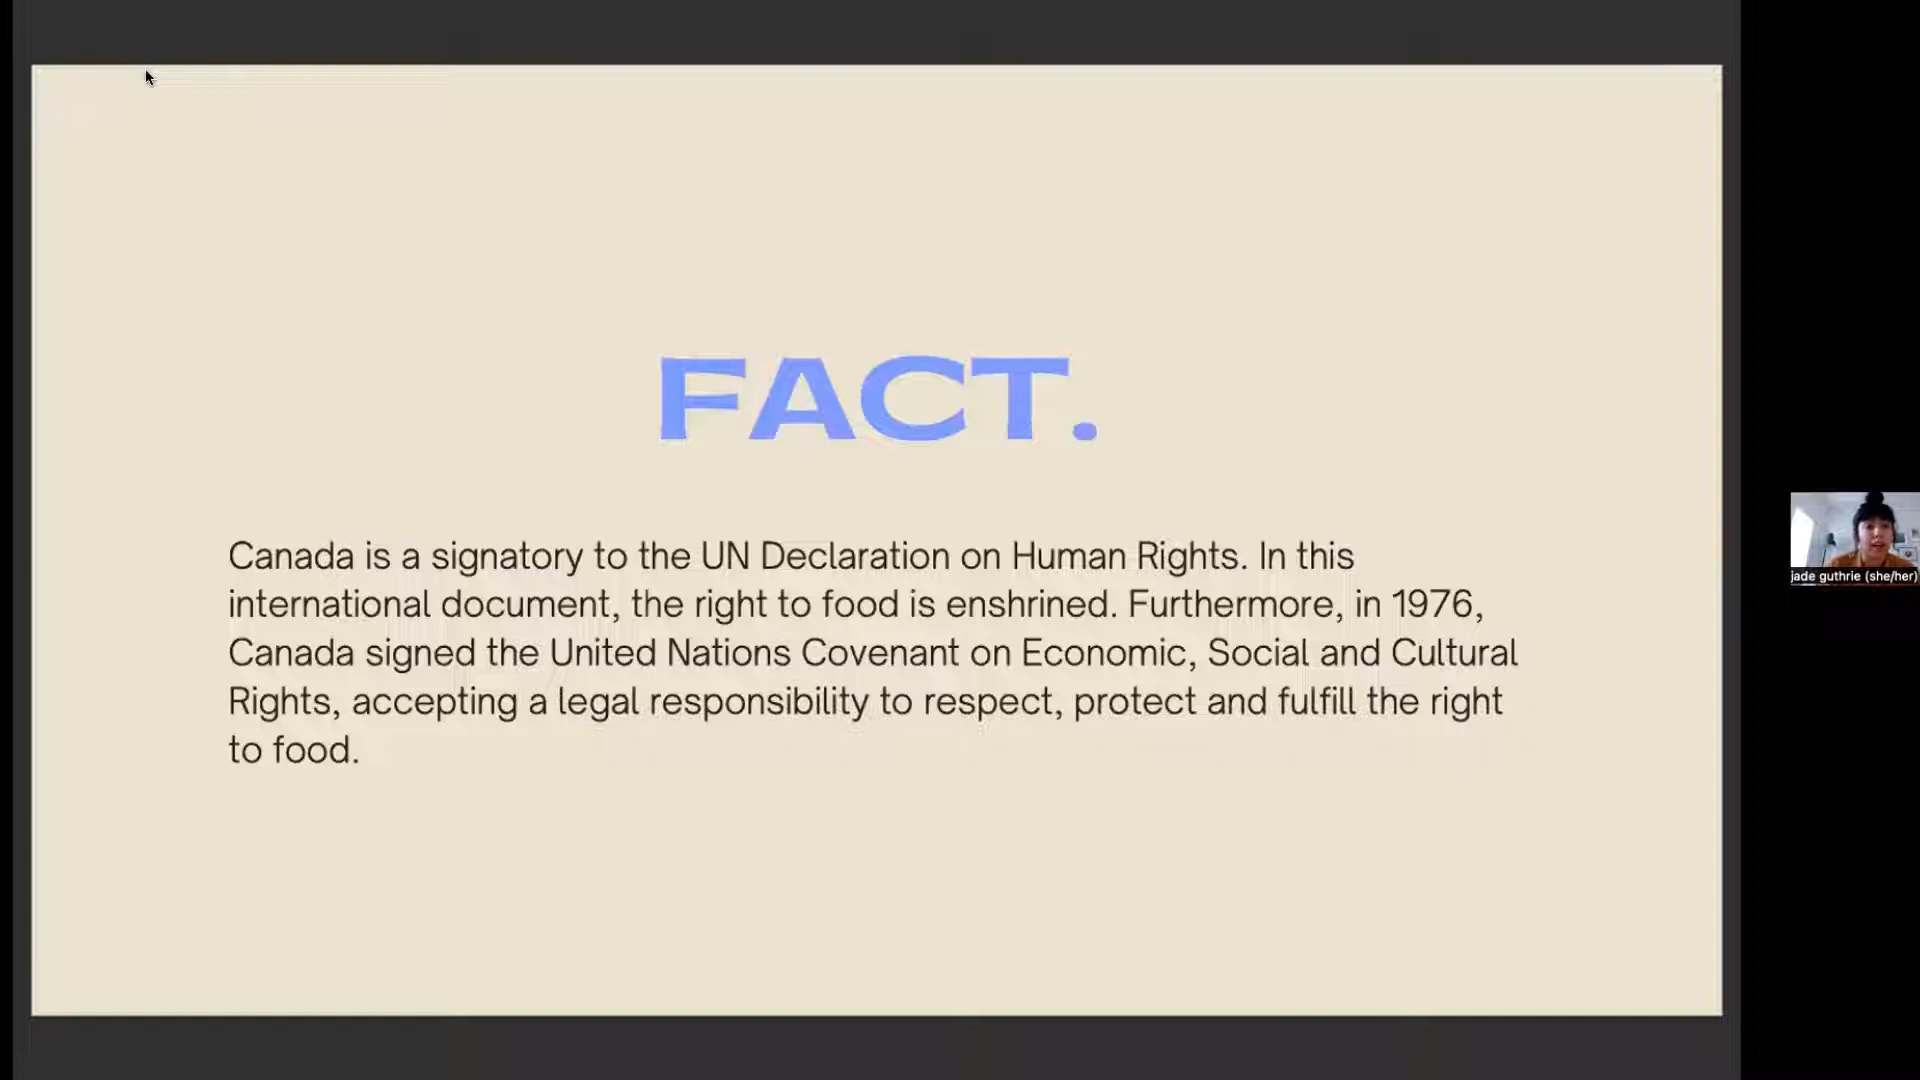 FACT.
Canada is a signatory to the UN Declaration on Human Rights. In this
international document, the right to food is enshrined. Furthermore, in 1976,
Canada signed the United Nations Covenant on Economic, Social and Cultural
Rights, accepting a legal responsibility to respect, protect and fulfill the right
to food.
jade guthrie (she/her)